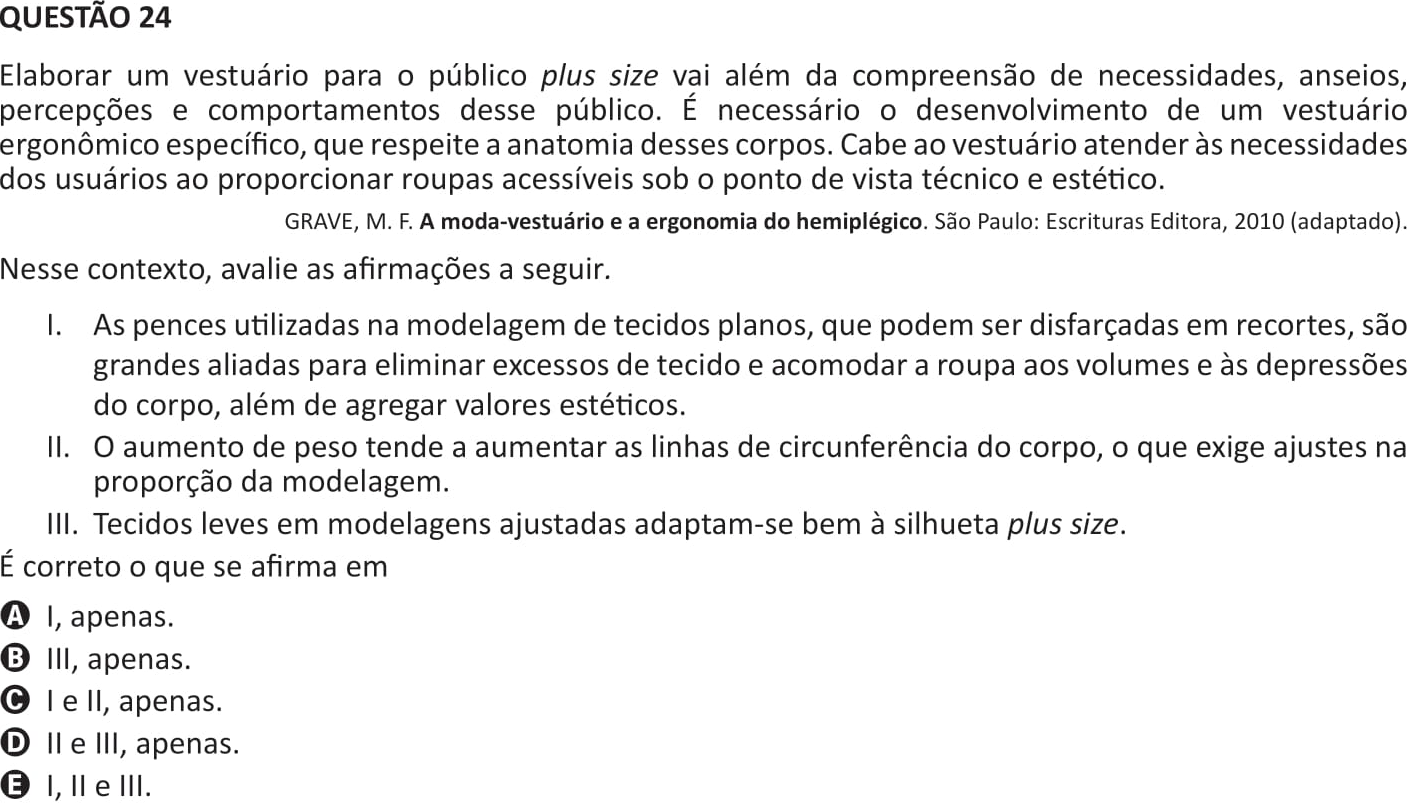 QUESTÃO 24
Elaborar um vestuário para o público plus size vai além da compreensão de necessidades, anseios,
percepções e comportamentos desse público. É necessário o desenvolvimento de um vestuário
ergonômico específico, que respeite a anatomia desses corpos. Cabe ao vestuário atender às necessidades
dos usuários ao proporcionar roupas acessíveis sob o ponto de vista técnico e estético.
GRAVE, M. F. A moda-vestuário e a ergonomia do hemiplégico. São Paulo: Escrituras Editora, 2010 (adaptado).
Nesse contexto, avalie as afirmações a seguir.
I. As pences utilizadas na modelagem de tecidos planos, que podem ser disfarçadas em recortes, são
grandes aliadas para eliminar excessos de tecido e acomodar a roupa aos volumes e às depressões
do corpo, além de agregar valores estéticos.
II. O aumento de peso tende a aumentar as linhas de circunferência do corpo, o que exige ajustes na
proporção da modelagem.
III. Tecidos leves em modelagens ajustadas adaptam-se bem à silhueta plus size.
É correto o que se afirma em
A I, apenas.
B III, apenas.
C I e II, apenas.
D II e III, apenas.
E I, II e III.